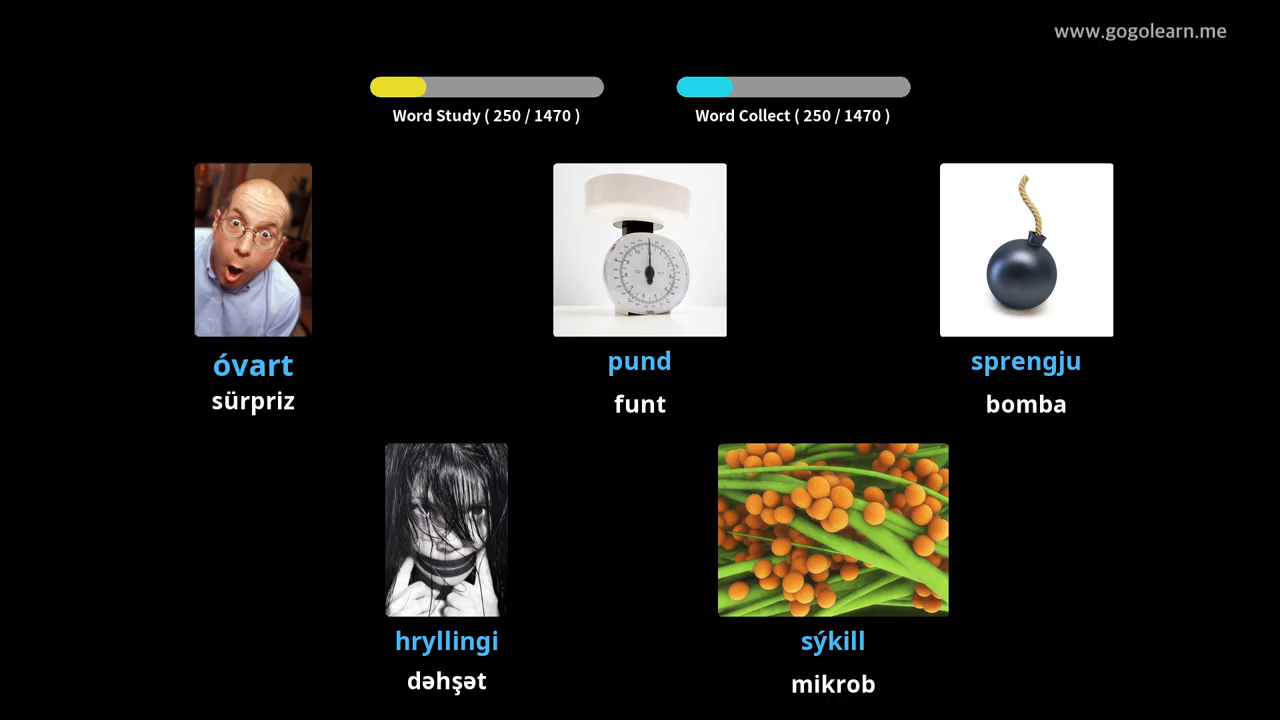 www.gogolearn.me
Word Study ( 250 / 1470 )
Word Collect ( 250 / 1470 )
óvart
sürpriz
pund
funt
sprengju
bomba
hryllingi
dəhşət
sýkill
mikrob